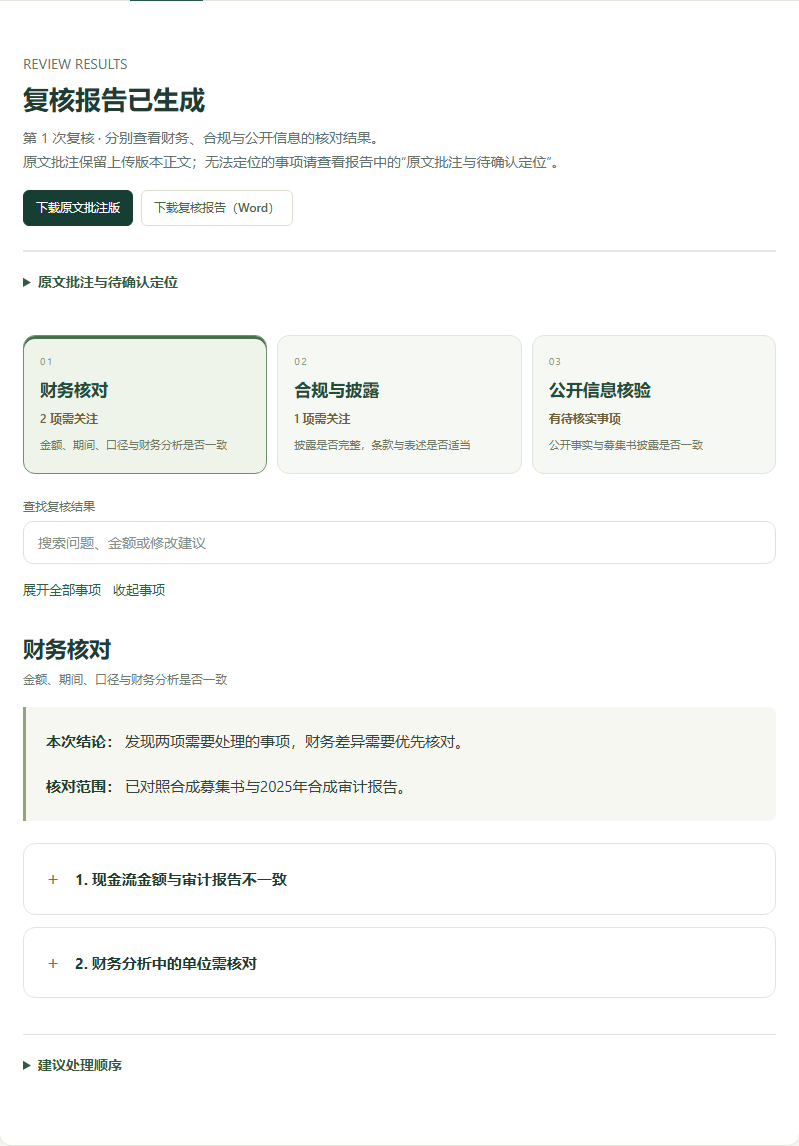 REVIEW RESULTS
复核报告已生成
第 1 次复核 · 分别查看财务、合规与公开信息的核对结果。
原文批注保留上传版本正文；无法定位的事项请查看报告中的“原文批注与待确认定位”。
下载原文批注版
下载复核报告（Word）
原文批注与待确认定位
01
财务核对
2 项需关注
金额、期间、口径与财务分析是否一致
02
合规与披露
1 项需关注
披露是否完整，条款与表述是否适当
03
公开信息核验
有待核实事项
公开事实与募集书披露是否一致
查找复核结果
搜索问题、金额或修改建议
展开全部事项 收起事项
财务核对
金额、期间、口径与财务分析是否一致
本次结论： 发现两项需要处理的事项，财务差异需要优先核对。
核对范围： 已对照合成募集书与2025年合成审计报告。
+ 1. 现金流金额与审计报告不一致
+ 2. 财务分析中的单位需核对
建议处理顺序